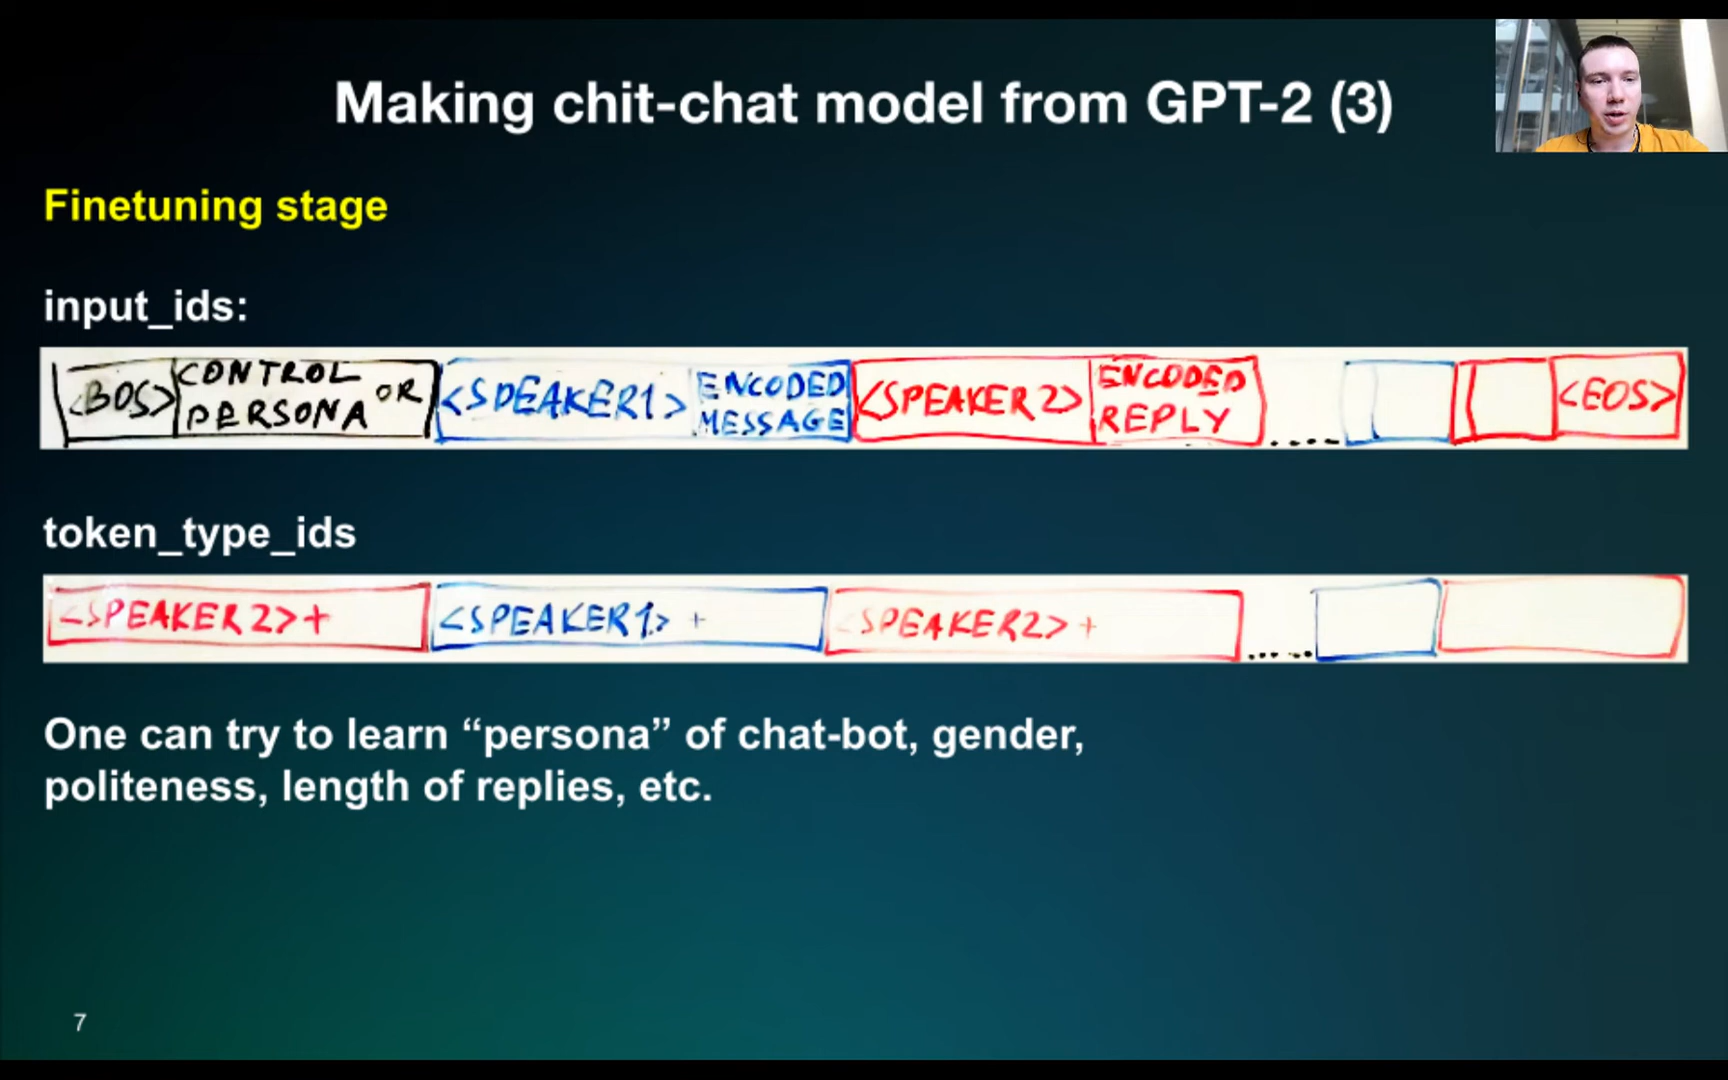 Making chit-chat model from GPT-2 (3)
Finetuning stage
input_ids:
<BOS> CONTROL OR PERSONA <SPEAKER1> ENCODED MESSAGE <SPEAKER2> ENCODED REPLY ..... <EOS>
token_type_ids
<SPEAKER2>+ <SPEAKER1> + <SPEAKER2> + .....
One can try to learn “persona” of chat-bot, gender,
politeness, length of replies, etc.
7